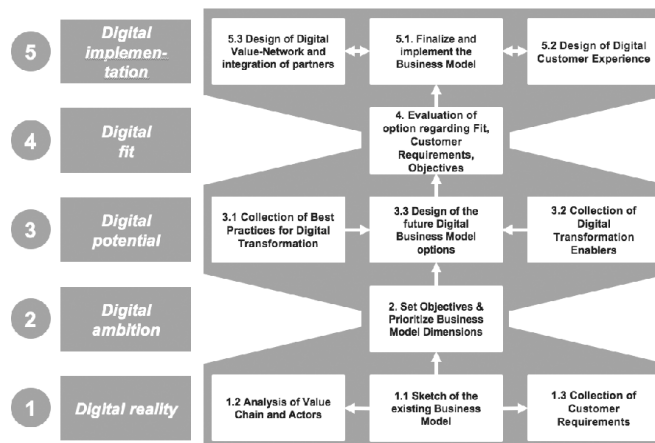 5
Digital
implemen-
tation
5.3 Design of Digital
Value-Network and
integration of partners
5.1. Finalize and
implement the
Business Model
5.2 Design of Digital
Customer Experience
4
Digital
fit
4. Evaluation of
option regarding Fit,
Customer
Requirements,
Objectives
3
Digital
potential
3.1 Collection of Best
Practices for Digital
Transformation
3.3 Design of the
future Digital
Business Model
options
3.2 Collection of
Digital
Transformation
Enablers
2
Digital
ambition
2. Set Objectives &
Prioritize Business
Model Dimensions
1
Digital reality
1.2 Analysis of Value
Chain and Actors
1.1 Sketch of the
existing Business
Model
1.3 Collection of
Customer
Requirements